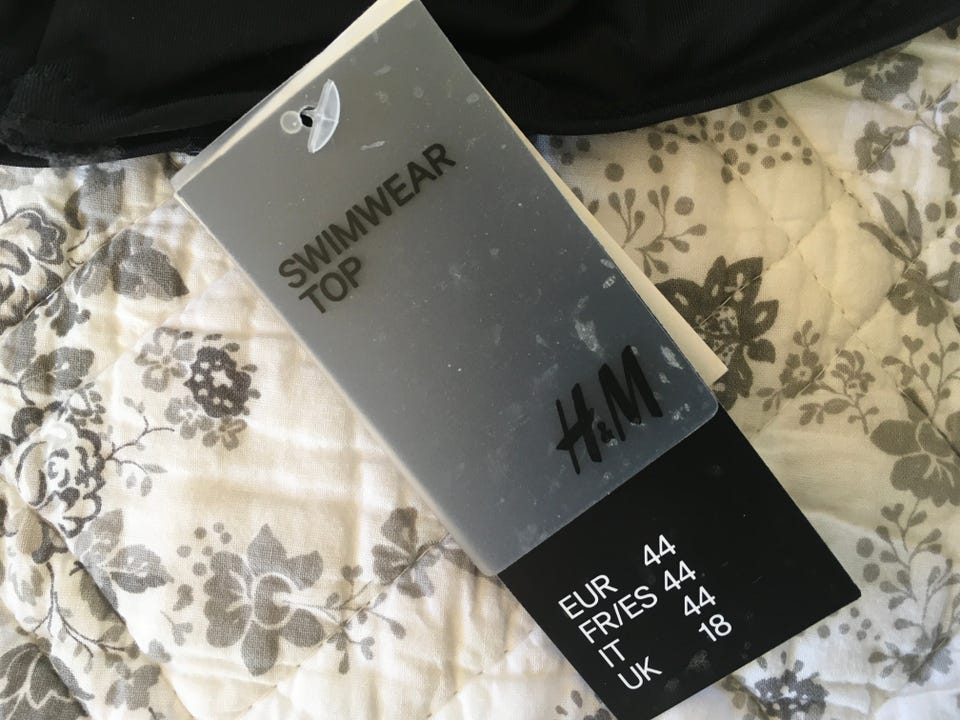 SWIMWEAR
TOP
H&M
EUR 44
FR/ES 44
IT 44
UK 18